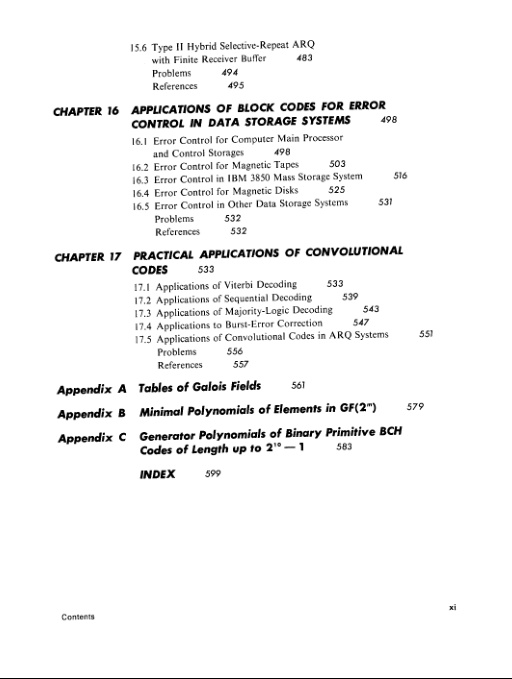 15.6 Type II Hybrid Selective-Repeat ARQ
with Finite Receiver Buffer 483
Problems 494
References 495
CHAPTER 16 APPLICATIONS OF BLOCK CODES FOR ERROR
CONTROL IN DATA STORAGE SYSTEMS 498
16.1 Error Control for Computer Main Processor
and Control Storages 498
16.2 Error Control for Magnetic Tapes 503
16.3 Error Control in IBM 3850 Mass Storage System 516
16.4 Error Control for Magnetic Disks 525
16.5 Error Control in Other Data Storage Systems 531
Problems 532
References 532
CHAPTER 17 PRACTICAL APPLICATIONS OF CONVOLUTIONAL
CODES 533
17.1 Applications of Viterbi Decoding 533
17.2 Applications of Sequential Decoding 539
17.3 Applications of Majority-Logic Decoding 543
17.4 Applications to Burst-Error Correction 547
17.5 Applications of Convolutional Codes in ARQ Systems 551
Problems 556
References 557
Appendix A Tables of Galois Fields 561
Appendix B Minimal Polynomials of Elements in GF(2ᵐ) 579
Appendix C Generator Polynomials of Binary Primitive BCH
Codes of Length up to 2¹⁰ — 1 583
INDEX 599
Contents xi